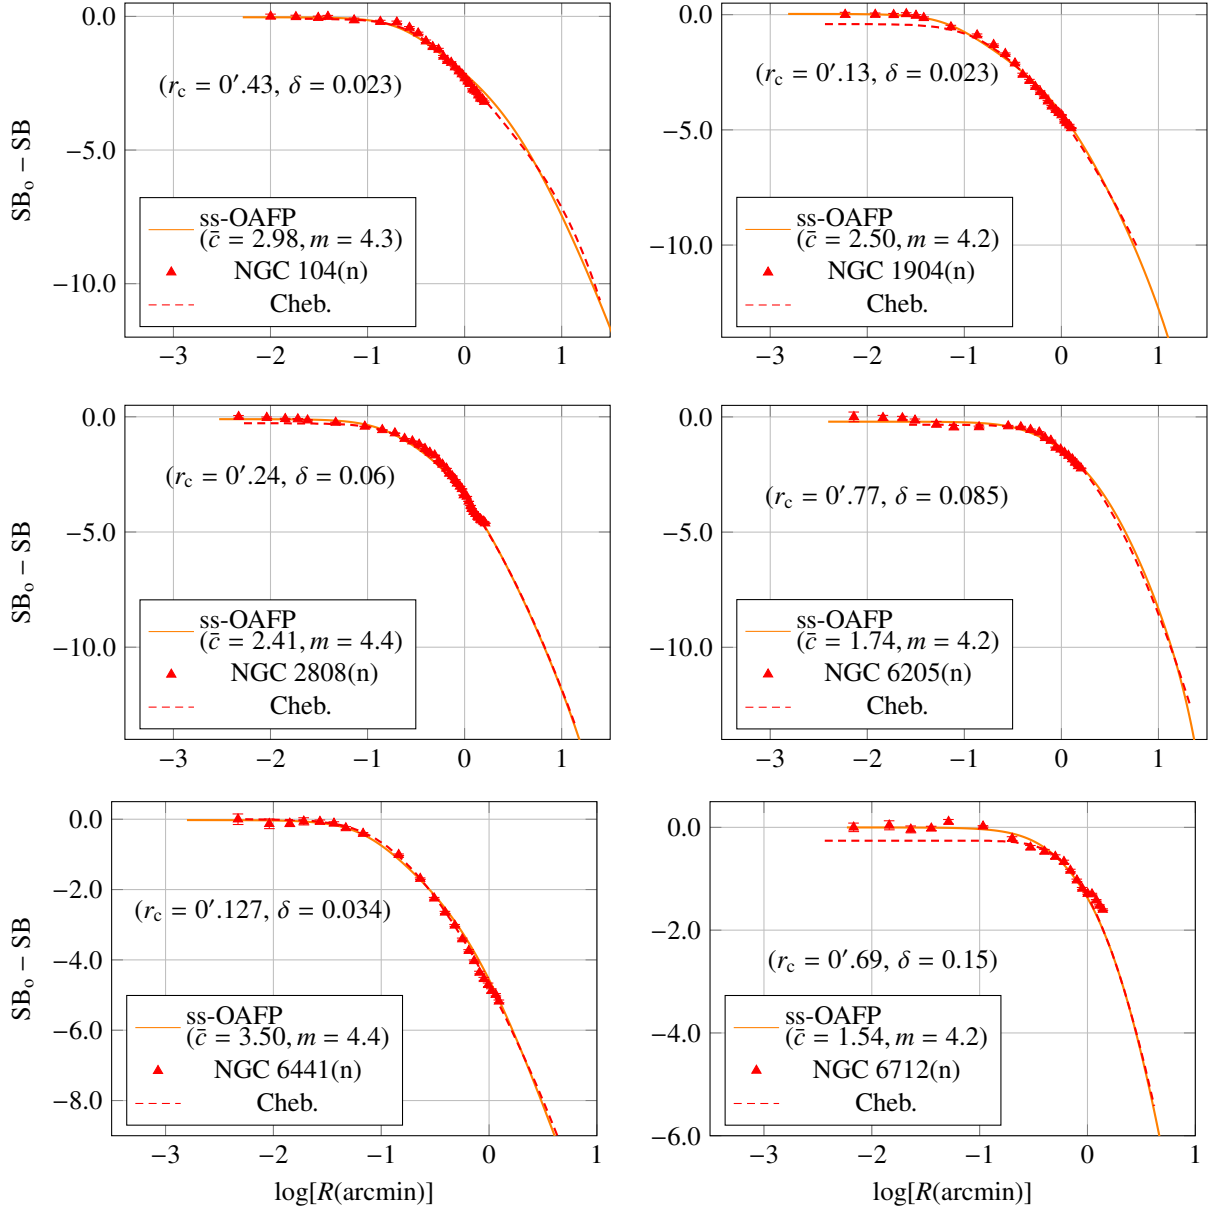 0.0
−5.0
−10.0
SBₒ − SB
(r_c = 0′.43, δ = 0.023)
ss-OAFP
(c̄ = 2.98, m = 4.3)
NGC 104(n)
Cheb.
−3 −2 −1 0 1
0.0
−5.0
−10.0
(r_c = 0′.13, δ = 0.023)
ss-OAFP
(c̄ = 2.50, m = 4.2)
NGC 1904(n)
Cheb.
−3 −2 −1 0 1
0.0
−5.0
−10.0
SBₒ − SB
(r_c = 0′.24, δ = 0.06)
ss-OAFP
(c̄ = 2.41, m = 4.4)
NGC 2808(n)
Cheb.
−3 −2 −1 0 1
0.0
−5.0
−10.0
(r_c = 0′.77, δ = 0.085)
ss-OAFP
(c̄ = 1.74, m = 4.2)
NGC 6205(n)
Cheb.
−3 −2 −1 0 1
0.0
−2.0
−4.0
−6.0
−8.0
SBₒ − SB
(r_c = 0′.127, δ = 0.034)
ss-OAFP
(c̄ = 3.50, m = 4.4)
NGC 6441(n)
Cheb.
−3 −2 −1 0 1
log[R(arcmin)]
0.0
−2.0
−4.0
−6.0
(r_c = 0′.69, δ = 0.15)
ss-OAFP
(c̄ = 1.54, m = 4.2)
NGC 6712(n)
Cheb.
−3 −2 −1 0 1
log[R(arcmin)]